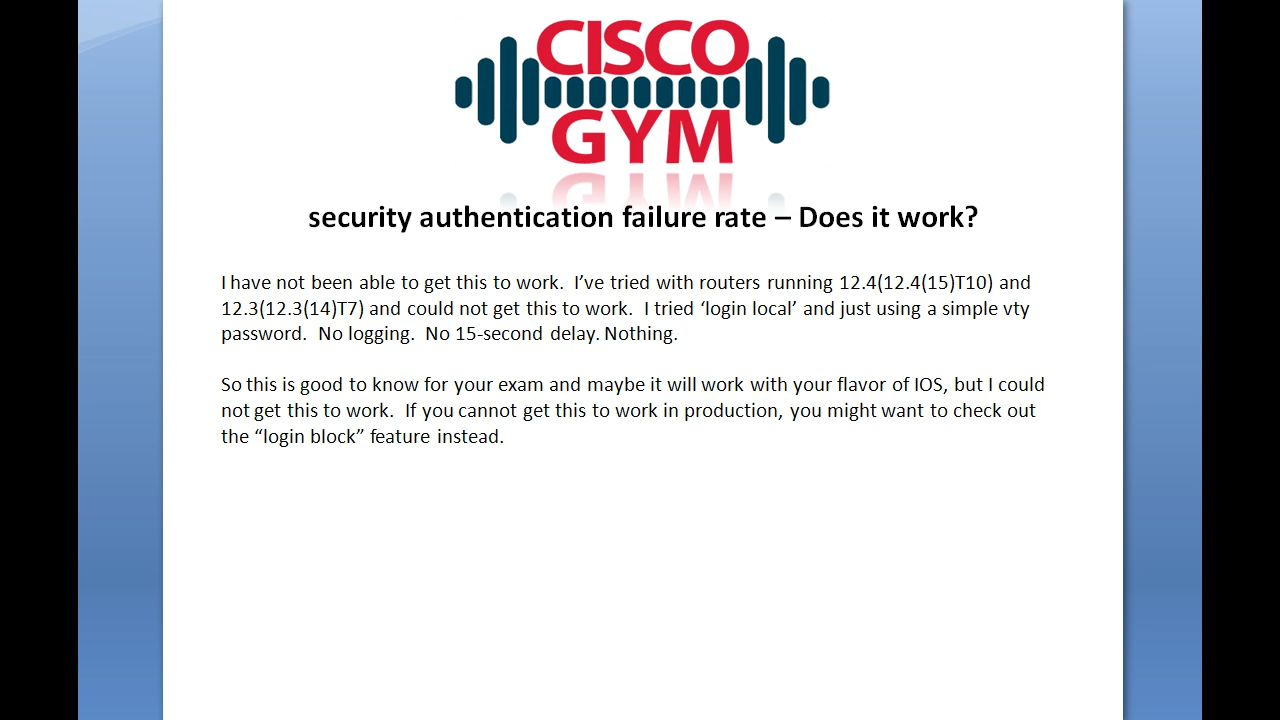 CISCO
GYM
security authentication failure rate – Does it work?
I have not been able to get this to work.  I’ve tried with routers running 12.4(12.4(15)T10) and
12.3(12.3(14)T7) and could not get this to work.  I tried ‘login local’ and just using a simple vty
password.  No logging.  No 15-second delay. Nothing.
So this is good to know for your exam and maybe it will work with your flavor of IOS, but I could
not get this to work.  If you cannot get this to work in production, you might want to check out
the “login block” feature instead.